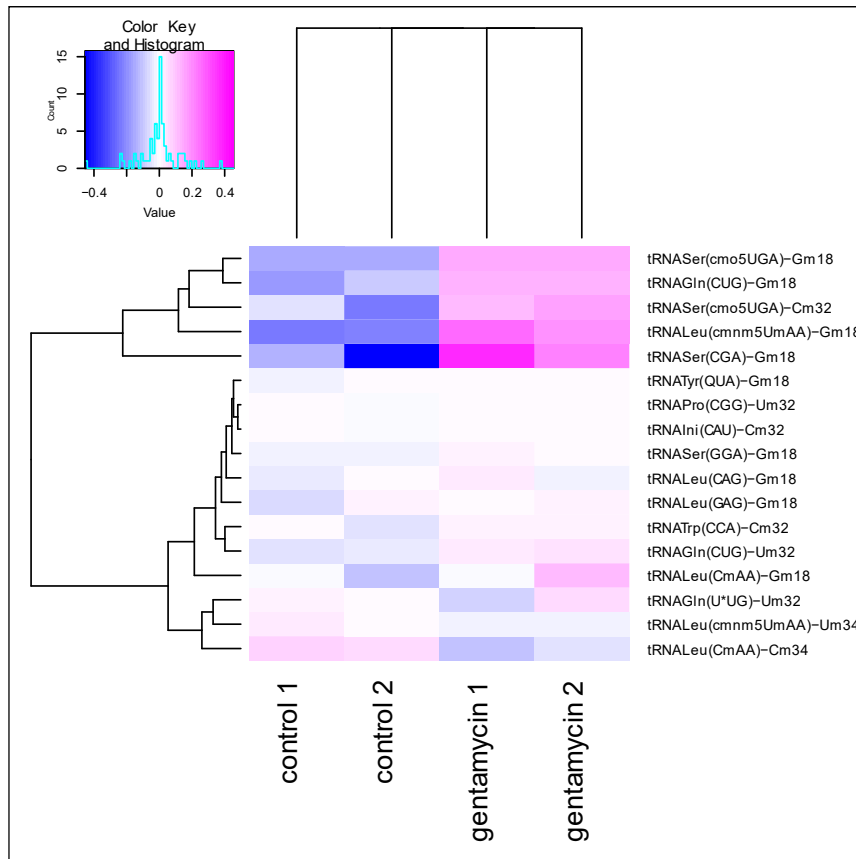 Color Key
and Histogram
Count
0
5
10
15
−0.4
0
0.2
0.4
Value
tRNASer(cmo5UGA)−Gm18
tRNAGln(CUG)−Gm18
tRNASer(cmo5UGA)−Cm32
tRNALeu(cmnm5UmAA)−Gm18
tRNASer(CGA)−Gm18
tRNATyr(QUA)−Gm18
tRNAPro(CGG)−Um32
tRNAIni(CAU)−Cm32
tRNASer(GGA)−Gm18
tRNALeu(CAG)−Gm18
tRNALeu(GAG)−Gm18
tRNATrp(CCA)−Cm32
tRNAGln(CUG)−Um32
tRNALeu(CmAA)−Gm18
tRNAGln(U*UG)−Um32
tRNALeu(cmnm5UmAA)−Um34
tRNALeu(CmAA)−Cm34
control 1
control 2
gentamycin 1
gentamycin 2